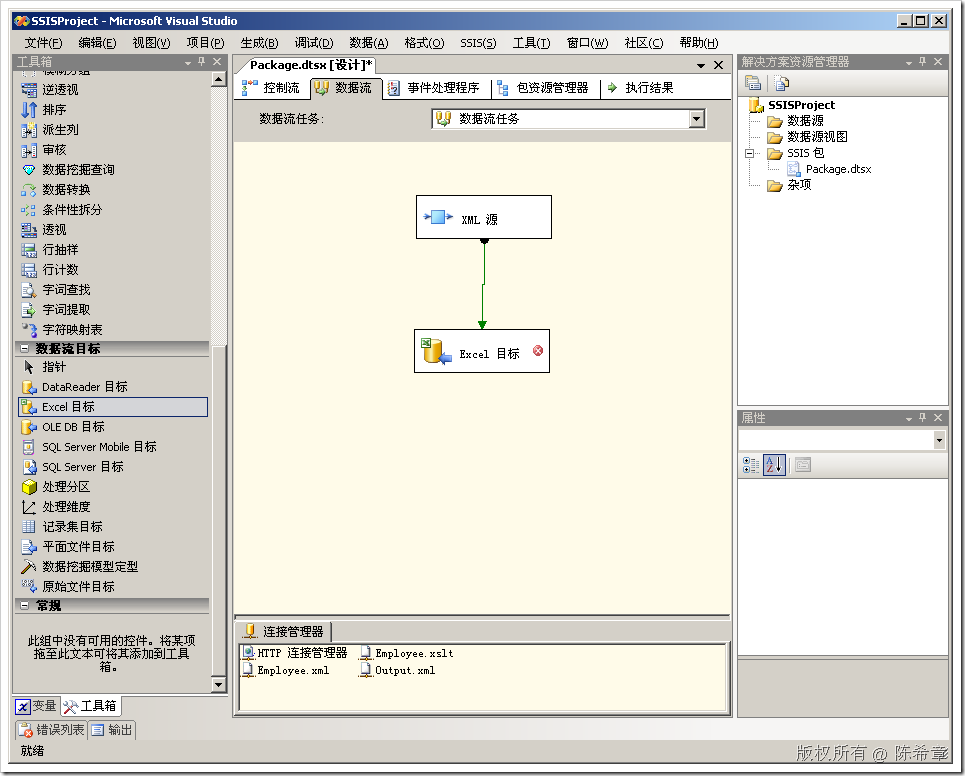 SSISProject - Microsoft Visual Studio
文件(F) 编辑(E) 视图(V) 项目(P) 生成(B) 调试(D) 数据(A) 格式(O) SSIS(S) 工具(T) 窗口(W) 社区(C) 帮助(H)
工具箱
模糊分组
逆透视
排序
派生列
审核
数据挖掘查询
数据转换
条件性拆分
透视
行抽样
行计数
字词查找
字词提取
字符映射表
数据流目标
指针
DataReader 目标
Excel 目标
OLE DB 目标
SQL Server Mobile 目标
SQL Server 目标
处理分区
处理维度
记录集目标
平面文件目标
数据挖掘模型定型
原始文件目标
常规
此组中没有可用的控件。将某项
拖至此文本可将其添加到工具
箱。
变量 工具箱
错误列表 输出
就绪
Package.dtsx [设计]*
控制流 数据流 事件处理程序 包资源管理器 执行结果
数据流任务: 数据流任务
XML 源
Excel 目标
连接管理器
HTTP 连接管理器 Employee.xslt
Employee.xml Output.xml
解决方案资源管理器
SSISProject
数据源
数据源视图
SSIS 包
Package.dtsx
杂项
属性
版权所有 @ 陈希章